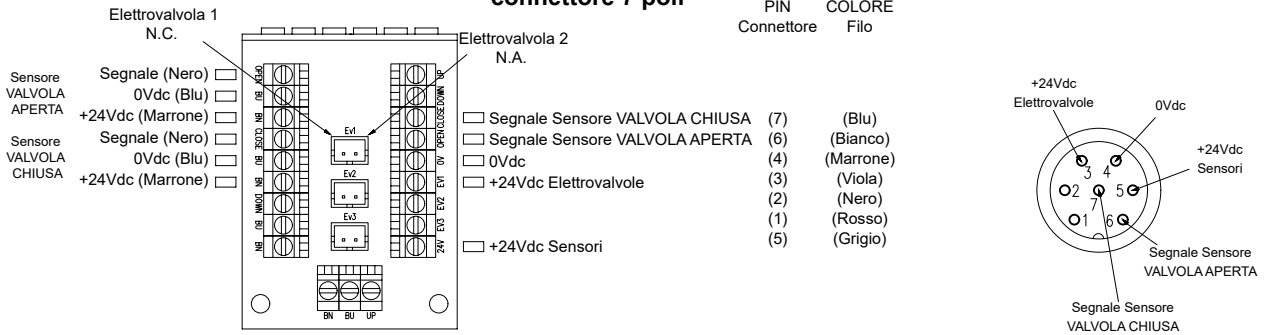 connettore 7 poli
PIN COLORE
Connettore Filo
Elettrovalvola 1
N.C.
Elettrovalvola 2
N.A.
Sensore
VALVOLA
APERTA
Segnale (Nero)
0Vdc (Blu)
+24Vdc (Marrone)
Sensore
VALVOLA
CHIUSA
Segnale (Nero)
0Vdc (Blu)
+24Vdc (Marrone)
OPEN
BU
BN
CLOSE
BU
BN
DOWN
BU
BN
Ev1
Ev2
Ev3
UP
DOWN
CLOSE
OPEN
0V
EV1
EV2
EV3
24V
BN BU UP
Segnale Sensore VALVOLA CHIUSA (7) (Blu)
Segnale Sensore VALVOLA APERTA (6) (Bianco)
0Vdc (4) (Marrone)
+24Vdc Elettrovalvole (3) (Viola)
(2) (Nero)
(1) (Rosso)
+24Vdc Sensori (5) (Grigio)
+24Vdc
Elettrovalvole
0Vdc
+24Vdc
Sensori
3 4
2 5
7
1 6
Segnale Sensore
VALVOLA APERTA
Segnale Sensore
VALVOLA CHIUSA